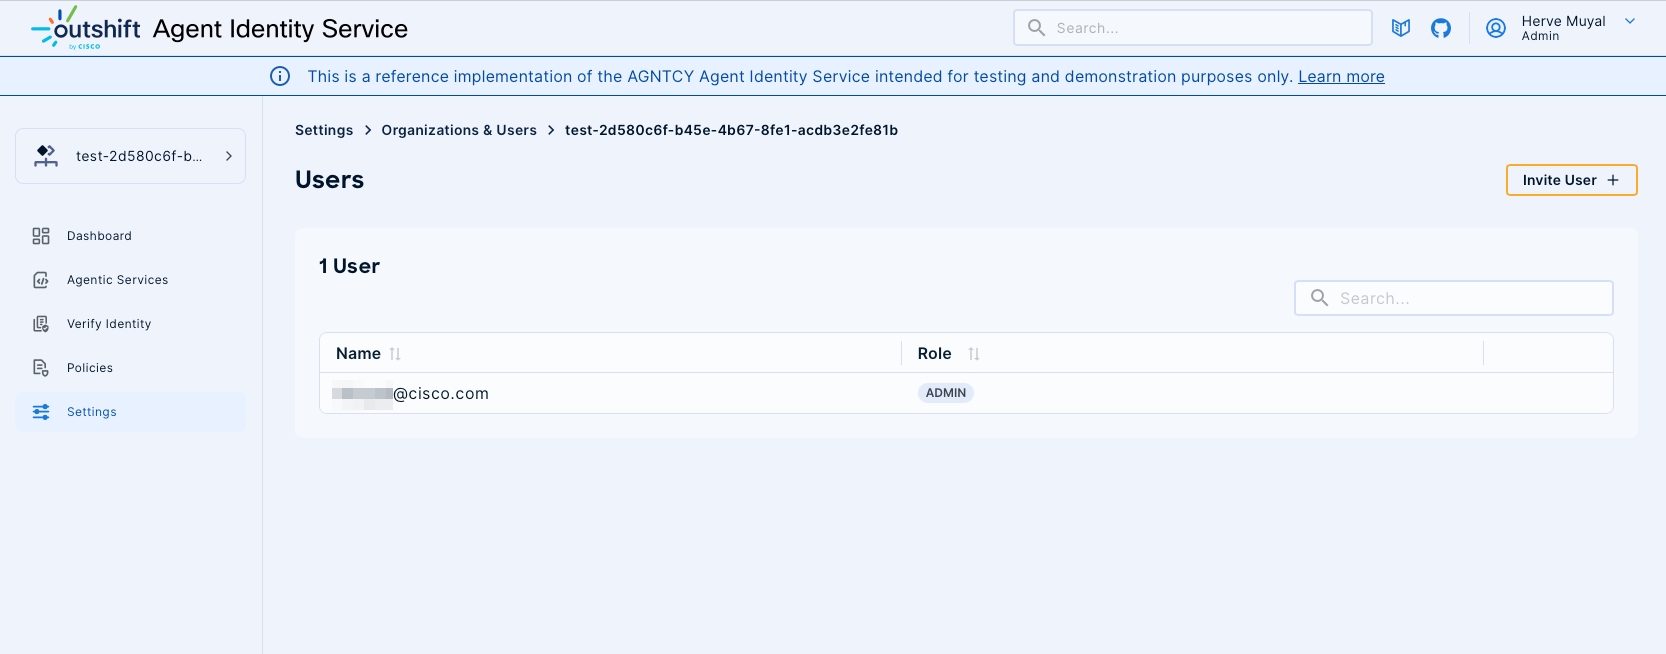 outshift by CISCO Agent Identity Service
Search...
Herve Muyal
Admin
This is a reference implementation of the AGNTCY Agent Identity Service intended for testing and demonstration purposes only. Learn more
test-2d580c6f-b...
Dashboard
Agentic Services
Verify Identity
Policies
Settings
Settings > Organizations & Users > test-2d580c6f-b45e-4b67-8fe1-acdb3e2fe81b
Users
Invite User +
1 User
Search...
Name Role
@cisco.com ADMIN